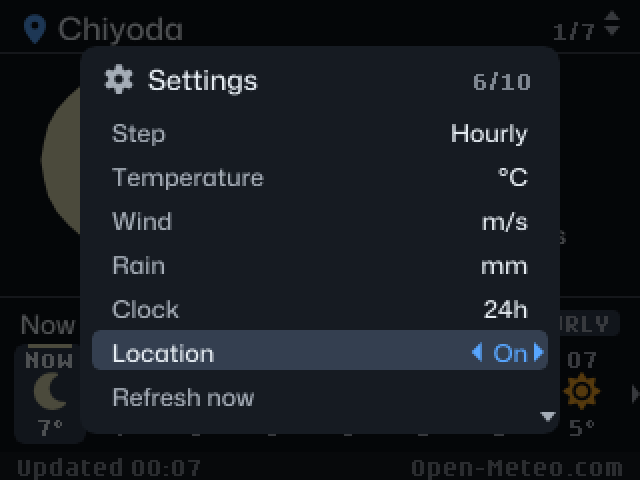 Chiyoda 1/7
Settings 6/10
Step Hourly
Temperature °C
Wind m/s
Rain mm
Clock 24h
Location On
Refresh now
Now
Now 07
7° 5°
Updated 00:07 Open-Meteo.com